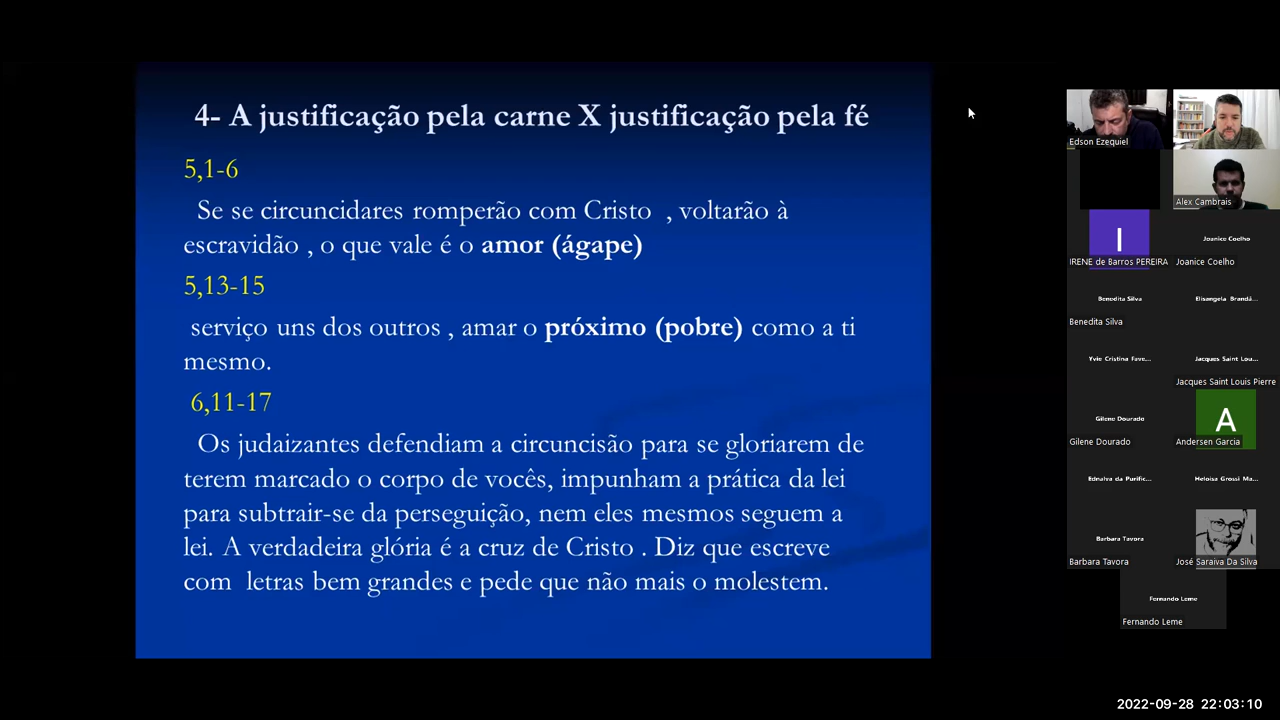 4- A justificação pela carne X justificação pela fé
5,1-6
Se se circuncidares romperão com Cristo , voltarão à
escravidão , o que vale é o amor (ágape)
5,13-15
serviço uns dos outros , amar o próximo (pobre) como a ti
mesmo.
6,11-17
Os judaizantes defendiam a circuncisão para se gloriarem de
terem marcado o corpo de vocês, impunham a prática da lei
para subtrair-se da perseguição, nem eles mesmos seguem a
lei. A verdadeira glória é a cruz de Cristo . Diz que escreve
com letras bem grandes e pede que não mais o molestem.
Edson Ezequiel
Alex Cambrais
I
IRENE de Barros PEREIRA
Joanice Coelho
Joanice Coelho
Benedita Silva
Benedita Silva
Elisangela Brandã...
Yvie Cristina Fave...
Jacques Saint Lou...
Jacques Saint Louis Pierre
Gilene Dourado
Gilene Dourado
A
Andersen Garcia
Ednalva da Purific...
Heloisa Grossi Ma...
Barbara Tavora
Barbara Tavora
José Saraiva Da Silva
Fernando Leme
Fernando Leme
2022-09-28 22:03:10